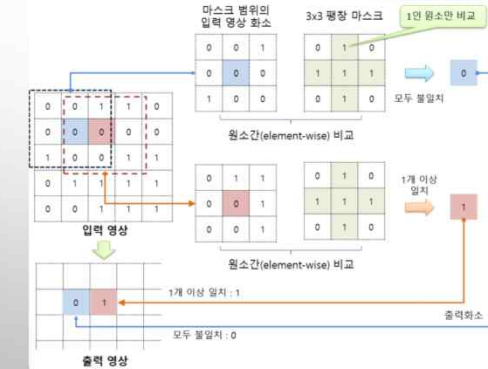 마스크 범위의
입력 영상 화소
3x3 팽창 마스크
1인 원소만 비교
0 0 1
0 0 0
1 0 0
0 1 0
1 1 1
0 1 0
모두 불일치
0
원소간(element-wise) 비교
0 0 1 1 0
0 0 0 0 0
1 0 0 1 1
0 1 1 1 1
0 0 1 1 1
입력 영상
0 1 1
0 0 1
0 1 1
0 1 0
1 1 1
0 1 0
1개 이상
일치
1
원소간(element-wise) 비교
0 1
1개 이상 일치 : 1
출력화소
모두 불일치 : 0
출력 영상